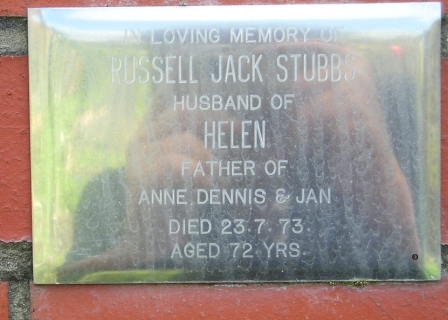 IN LOVING MEMORY OF
RUSSELL JACK STUBBS
HUSBAND OF
HELEN
FATHER OF
ANNE, DENNIS & JAN
DIED 23.7.73.
AGED 72 YRS.